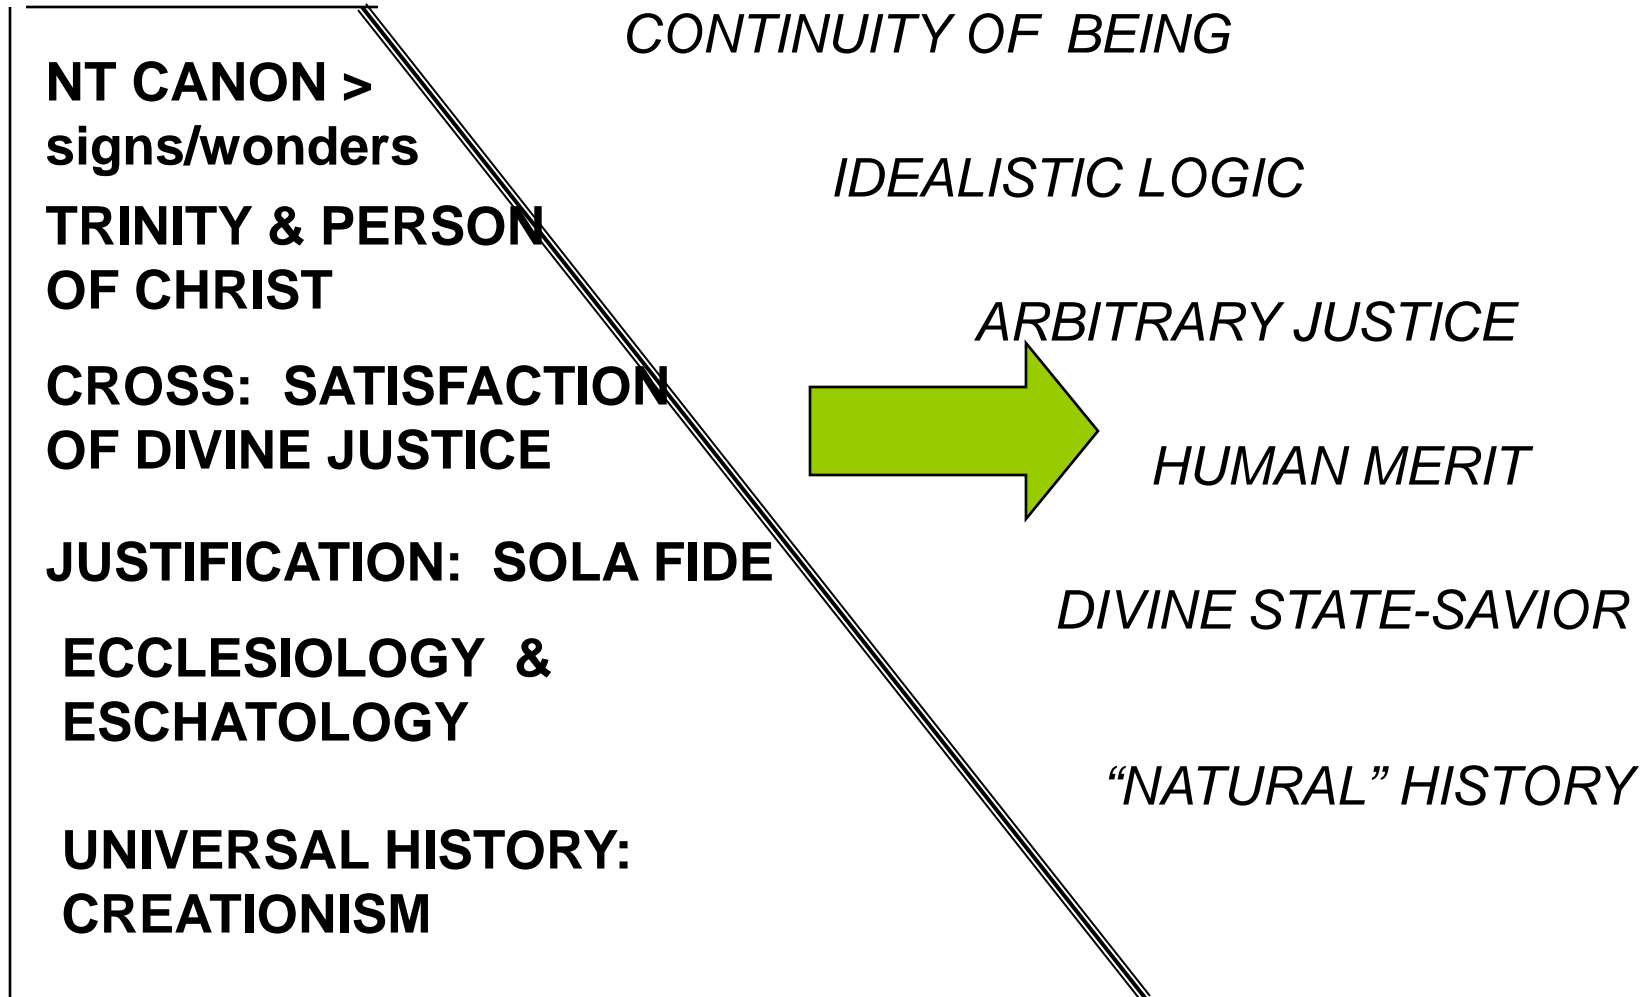 NT CANON >
signs/wonders
TRINITY & PERSON
OF CHRIST
CROSS: SATISFACTION
OF DIVINE JUSTICE
JUSTIFICATION: SOLA FIDE
ECCLESIOLOGY &
ESCHATOLOGY
UNIVERSAL HISTORY:
CREATIONISM
CONTINUITY OF BEING
IDEALISTIC LOGIC
ARBITRARY JUSTICE
HUMAN MERIT
DIVINE STATE-SAVIOR
“NATURAL” HISTORY